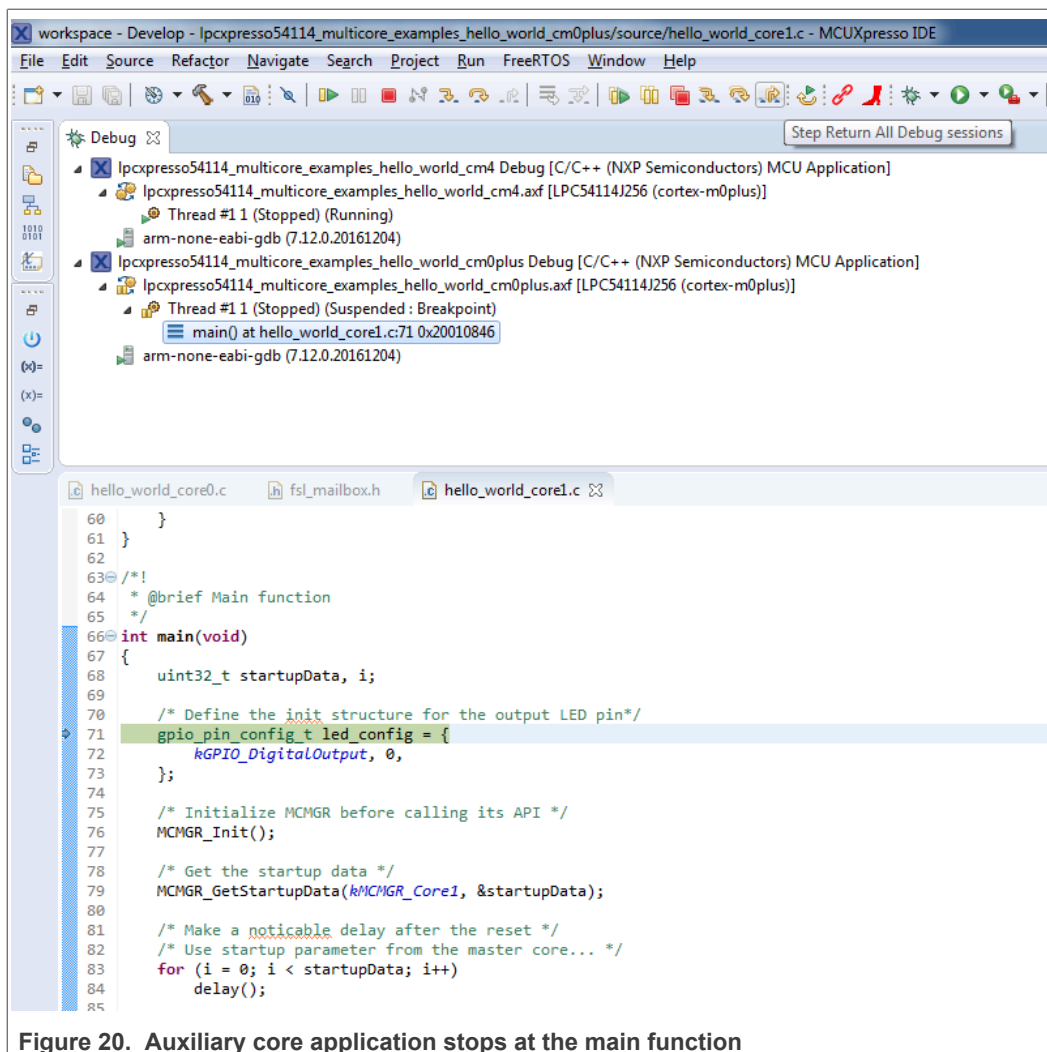 workspace - Develop - lpcxpresso54114_multicore_examples_hello_world_cm0plus/source/hello_world_core1.c - MCUXpresso IDE
File Edit Source Refactor Navigate Search Project Run FreeRTOS Window Help
Step Return All Debug sessions
Debug
lpcxpresso54114_multicore_examples_hello_world_cm4 Debug [C/C++ (NXP Semiconductors) MCU Application]
lpcxpresso54114_multicore_examples_hello_world_cm4.axf [LPC54114J256 (cortex-m0plus)]
Thread #1 1 (Stopped) (Running)
arm-none-eabi-gdb (7.12.0.20161204)
lpcxpresso54114_multicore_examples_hello_world_cm0plus Debug [C/C++ (NXP Semiconductors) MCU Application]
lpcxpresso54114_multicore_examples_hello_world_cm0plus.axf [LPC54114J256 (cortex-m0plus)]
Thread #1 1 (Stopped) (Suspended : Breakpoint)
main() at hello_world_core1.c:71 0x20010846
arm-none-eabi-gdb (7.12.0.20161204)
hello_world_core0.c fsl_mailbox.h hello_world_core1.c
60 }
61 }
62
63 /*!
64 * @brief Main function
65 */
66 int main(void)
67 {
68 uint32_t startupData, i;
69
70 /* Define the init structure for the output LED pin*/
71 gpio_pin_config_t led_config = {
72 kGPIO_DigitalOutput, 0,
73 };
74
75 /* Initialize MCMGR before calling its API */
76 MCMGR_Init();
77
78 /* Get the startup data */
79 MCMGR_GetStartupData(kMCMGR_Core1, &startupData);
80
81 /* Make a noticable delay after the reset */
82 /* Use startup parameter from the master core... */
83 for (i = 0; i < startupData; i++)
84 delay();
85
Figure 20. Auxiliary core application stops at the main function